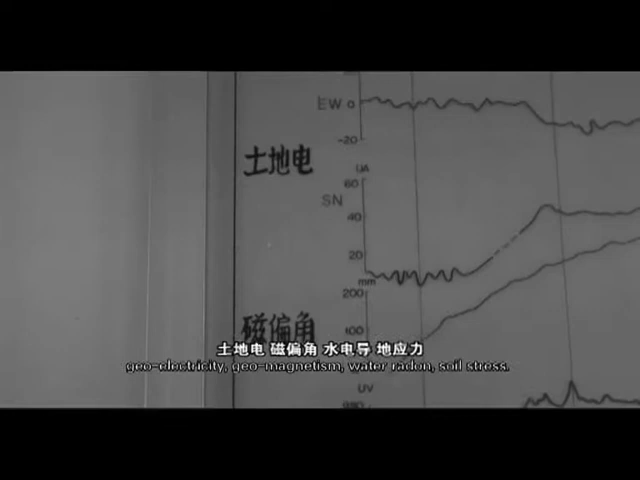 EW 0
-20
土地电
UA
60
SN
40
20
mm
200
磁偏角
100
土地电 磁偏角 水电导 地应力
geo-electricity, geo-magnetism, water radon, soil stress.
UV